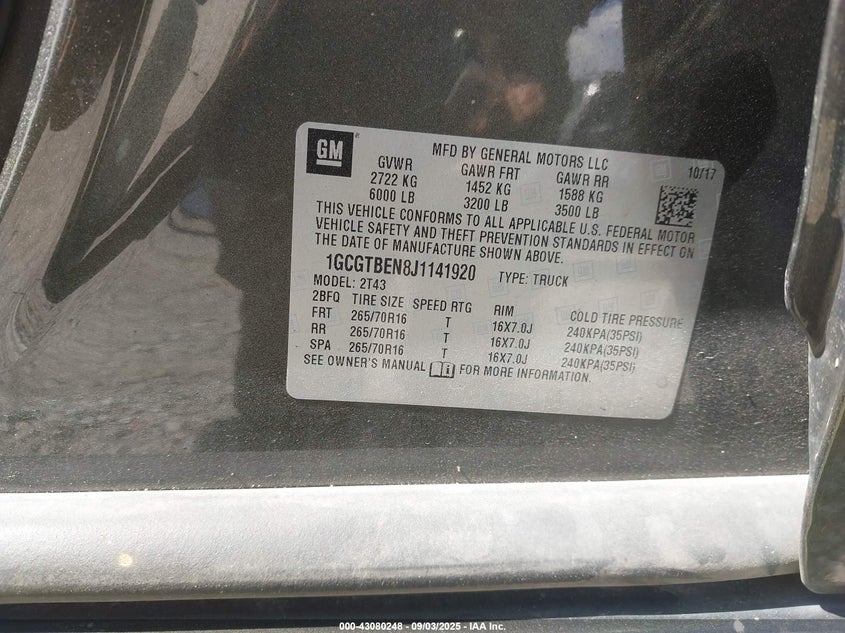 GM
MFD BY GENERAL MOTORS LLC
GVWR GAWR FRT GAWR RR 10/17
2722 KG 1452 KG 1588 KG
6000 LB 3200 LB 3500 LB
THIS VEHICLE CONFORMS TO ALL APPLICABLE U.S. FEDERAL MOTOR
VEHICLE SAFETY AND THEFT PREVENTION STANDARDS IN EFFECT ON
THE DATE OF MANUFACTURE SHOWN ABOVE.
1GCGTBEN8J1141920 TYPE: TRUCK
MODEL: 2T43
2BFQ TIRE SIZE SPEED RTG RIM COLD TIRE PRESSURE
FRT 265/70R16 T 16X7.0J 240KPA(35PSI)
RR 265/70R16 T 16X7.0J 240KPA(35PSI)
SPA 265/70R16 T 16X7.0J 240KPA(35PSI)
SEE OWNER'S MANUAL FOR MORE INFORMATION.
000-43080248 - 09/03/2025 - IAA Inc.